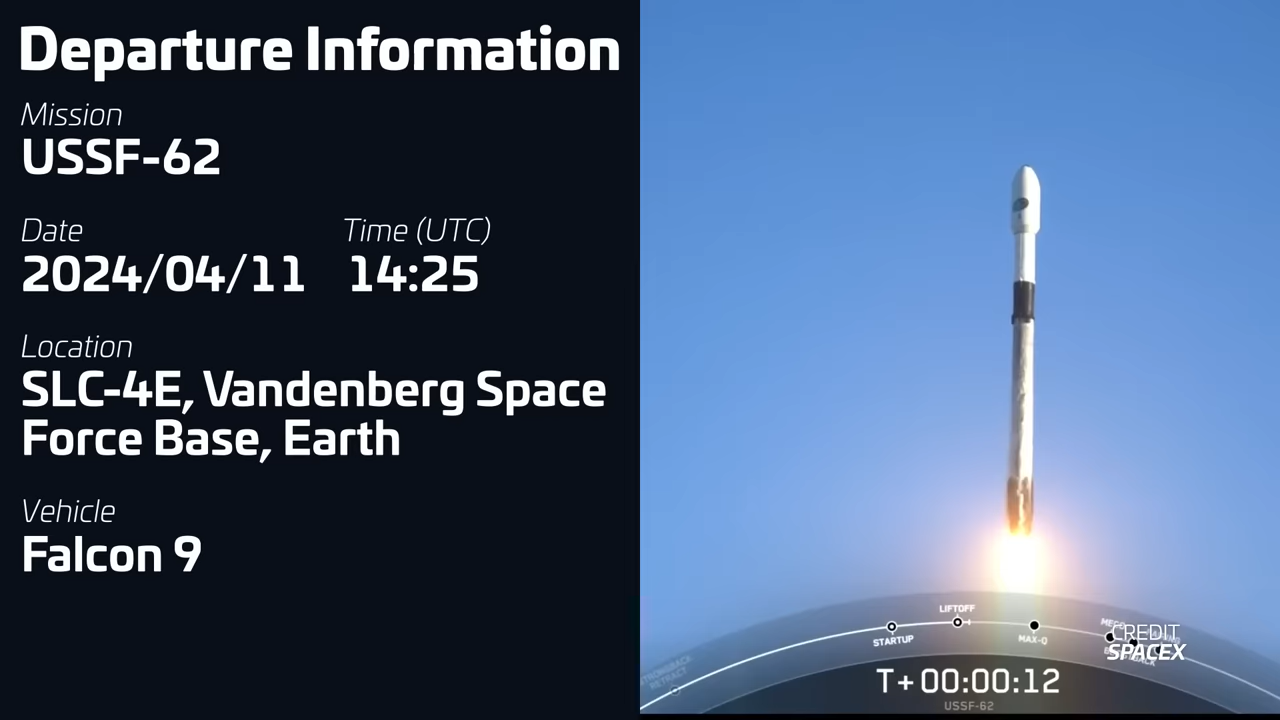 Departure Information
Mission
USSF-62
Date
Time (UTC)
2024/04/11
14:25
Location
SLC-4E, Vandenberg Space
Force Base, Earth
Vehicle
Falcon 9
LIFTOFF
STARTUP
MAX-Q
CREDIT
SPACEX
RETRACT
T+00:00:12
USSF-62